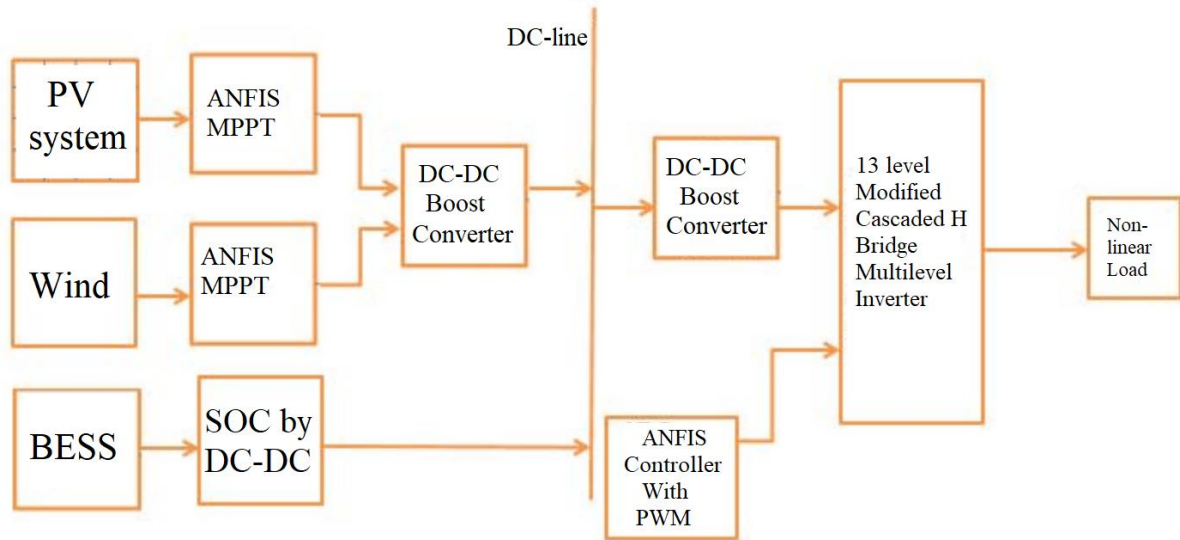 DC-line
PV
system
ANFIS
MPPT
DC-DC
Boost
Converter
DC-DC
Boost
Converter
13 level
Modified
Cascaded H
Bridge
Multilevel
Inverter
Non-
linear
Load
Wind
ANFIS
MPPT
BESS
SOC by
DC-DC
ANFIS
Controller
With
PWM